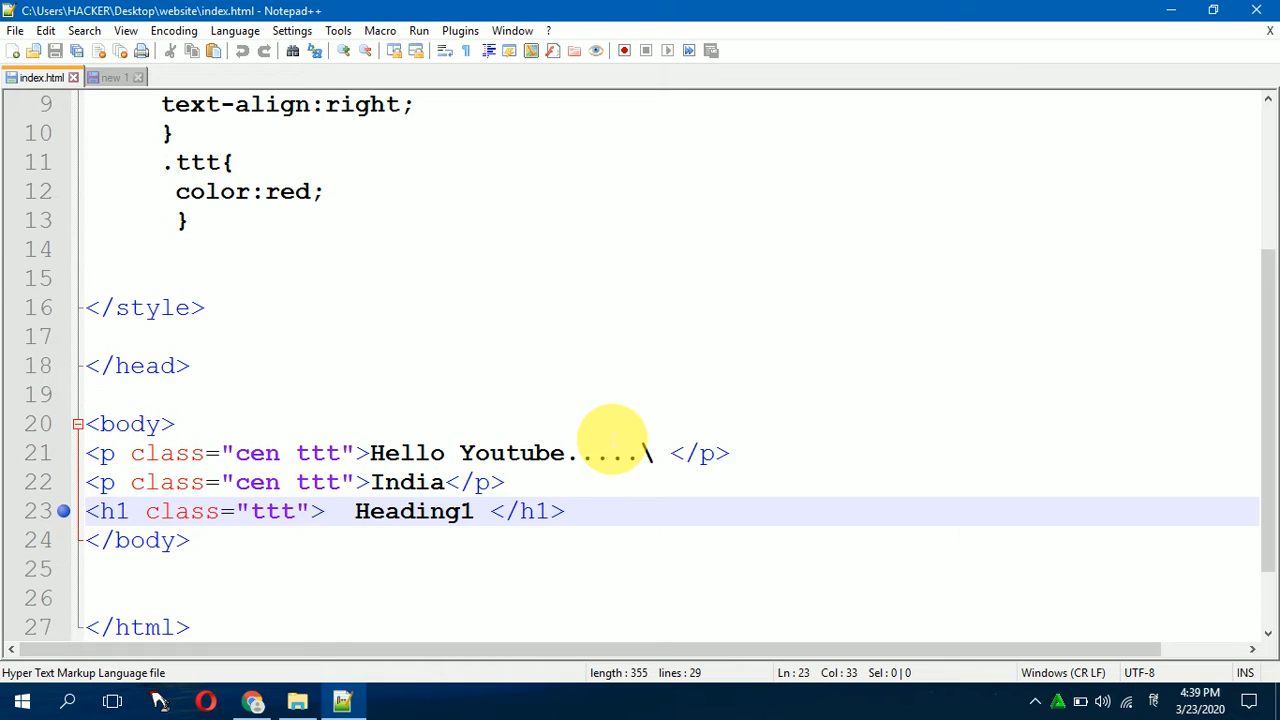 C:\Users\HACKER\Desktop\website\index.html - Notepad++
File Edit Search View Encoding Language Settings Tools Macro Run Plugins Window ? X
index.html new 1
9 text-align:right;
10 }
11 .ttt{
12 color:red;
13 }
14
15
16 </style>
17
18 </head>
19
20 <body>
21 <p class="cen ttt">Hello Youtube.....\ </p>
22 <p class="cen ttt">India</p>
23 <h1 class="ttt">  Heading1 </h1>
24 </body>
25
26
27 </html>
Hyper Text Markup Language file length : 355 lines : 29 Ln : 23 Col : 33 Sel : 0 | 0 Windows (CR LF) UTF-8 INS
4:39 PM
3/23/2020